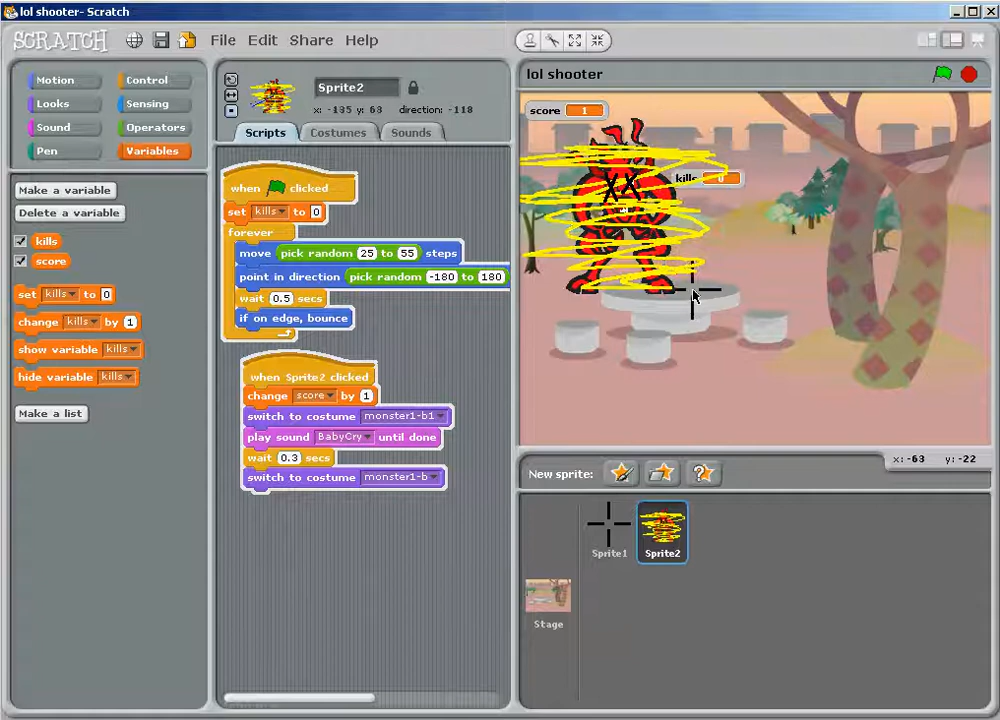 lol shooter- Scratch
SCRATCH File Edit Share Help
Motion Control
Looks Sensing
Sound Operators
Pen Variables
Make a variable
Delete a variable
kills
score
set kills to 0
change kills by 1
show variable kills
hide variable kills
Make a list
Sprite2
x: -135 y: 63 direction: -118
Scripts Costumes Sounds
when clicked
set kills to 0
forever
move pick random 25 to 55 steps
point in direction pick random -180 to 180
wait 0.5 secs
if on edge, bounce
when Sprite2 clicked
change score by 1
switch to costume monster1-b1
play sound BabyCry until done
wait 0.3 secs
switch to costume monster1-b
lol shooter
score 1
kills 0
x: -63 y: -22
New sprite:
Sprite1
Sprite2
Stage